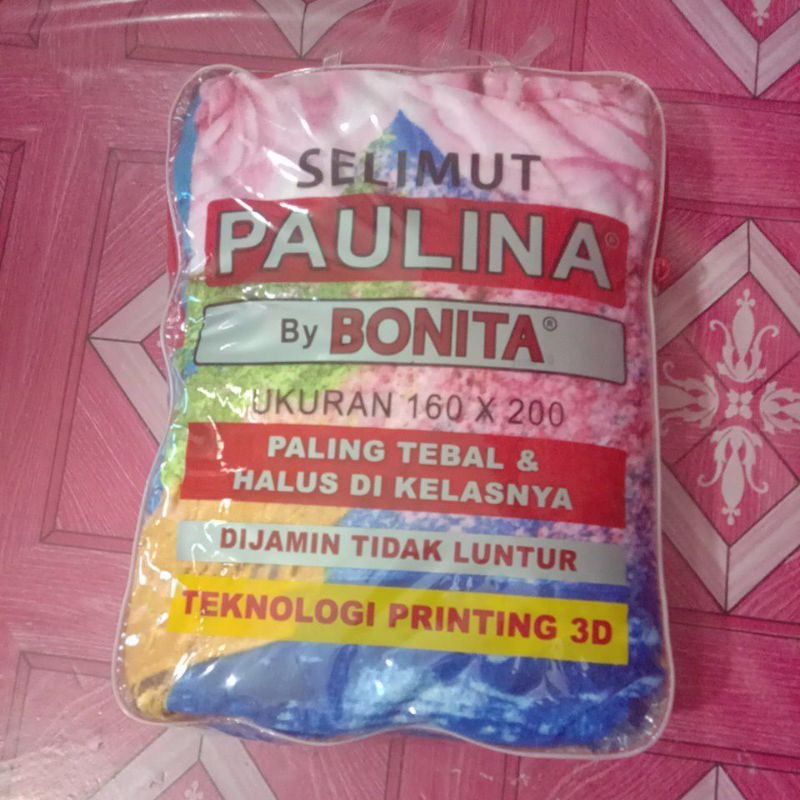 SELIMUT
PAULINA®
By BONITA®
UKURAN 160 X 200
PALING TEBAL &
HALUS DI KELASNYA
DIJAMIN TIDAK LUNTUR
TEKNOLOGI PRINTING 3D